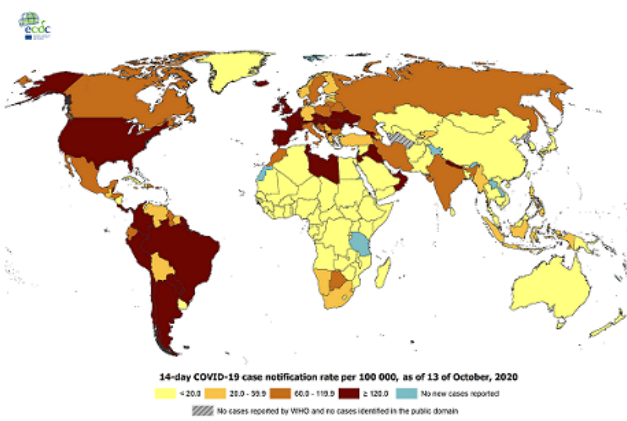 ecdc
14-day COVID-19 case notification rate per 100 000, as of 13 of October, 2020
< 20.0 20.0 - 59.9 60.0 - 119.9 ≥ 120.0 No new cases reported
No cases reported by WHO and no cases identified in the public domain